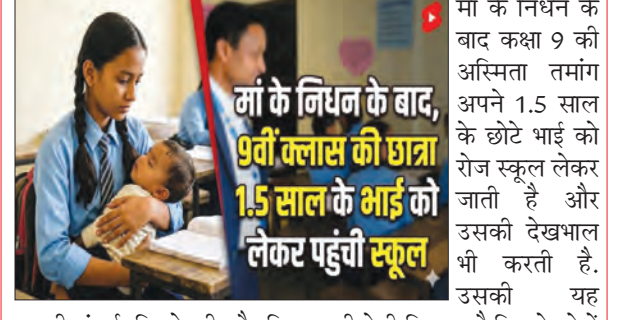 मां के निधन के बाद,
9वीं क्लास की छात्रा
1.5 साल के भाई को
लेकर पहुंची स्कूल
मां के निधन के
बाद कक्षा 9 की
अस्मिता तमांग
अपने 1.5 साल
के छोटे भाई को
रोज स्कूल लेकर
जाती है और
उसकी देखभाल
भी करती है.
उसकी यह